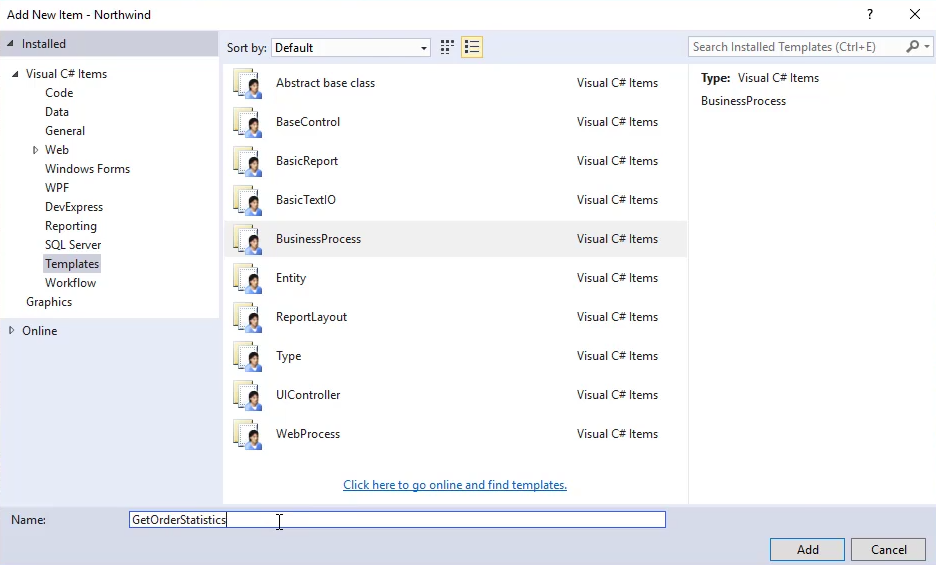 Add New Item - Northwind
?
Installed
Sort by: Default
Search Installed Templates (Ctrl+E)
Visual C# Items
Code
Data
General
Web
Windows Forms
WPF
DevExpress
Reporting
SQL Server
Templates
Workflow
Graphics
Online
Abstract base class Visual C# Items
BaseControl Visual C# Items
BasicReport Visual C# Items
BasicTextIO Visual C# Items
BusinessProcess Visual C# Items
Entity Visual C# Items
ReportLayout Visual C# Items
Type Visual C# Items
UIController Visual C# Items
WebProcess Visual C# Items
Click here to go online and find templates.
Type: Visual C# Items
BusinessProcess
Name: GetOrderStatistics
Add Cancel